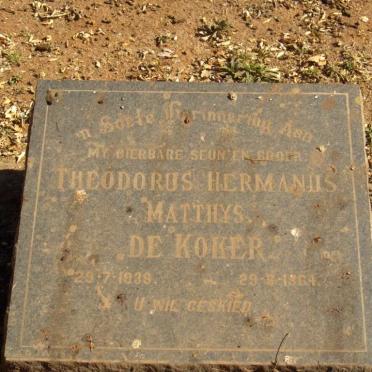 'n Soete Herinnering Aan
MY DIERBARE SEUN EN BROER
THEODORUS HERMANUS
MATTHYS.
DE KOKER.
29-7-1939 — 29-8-1964.
U WIL GESKIED